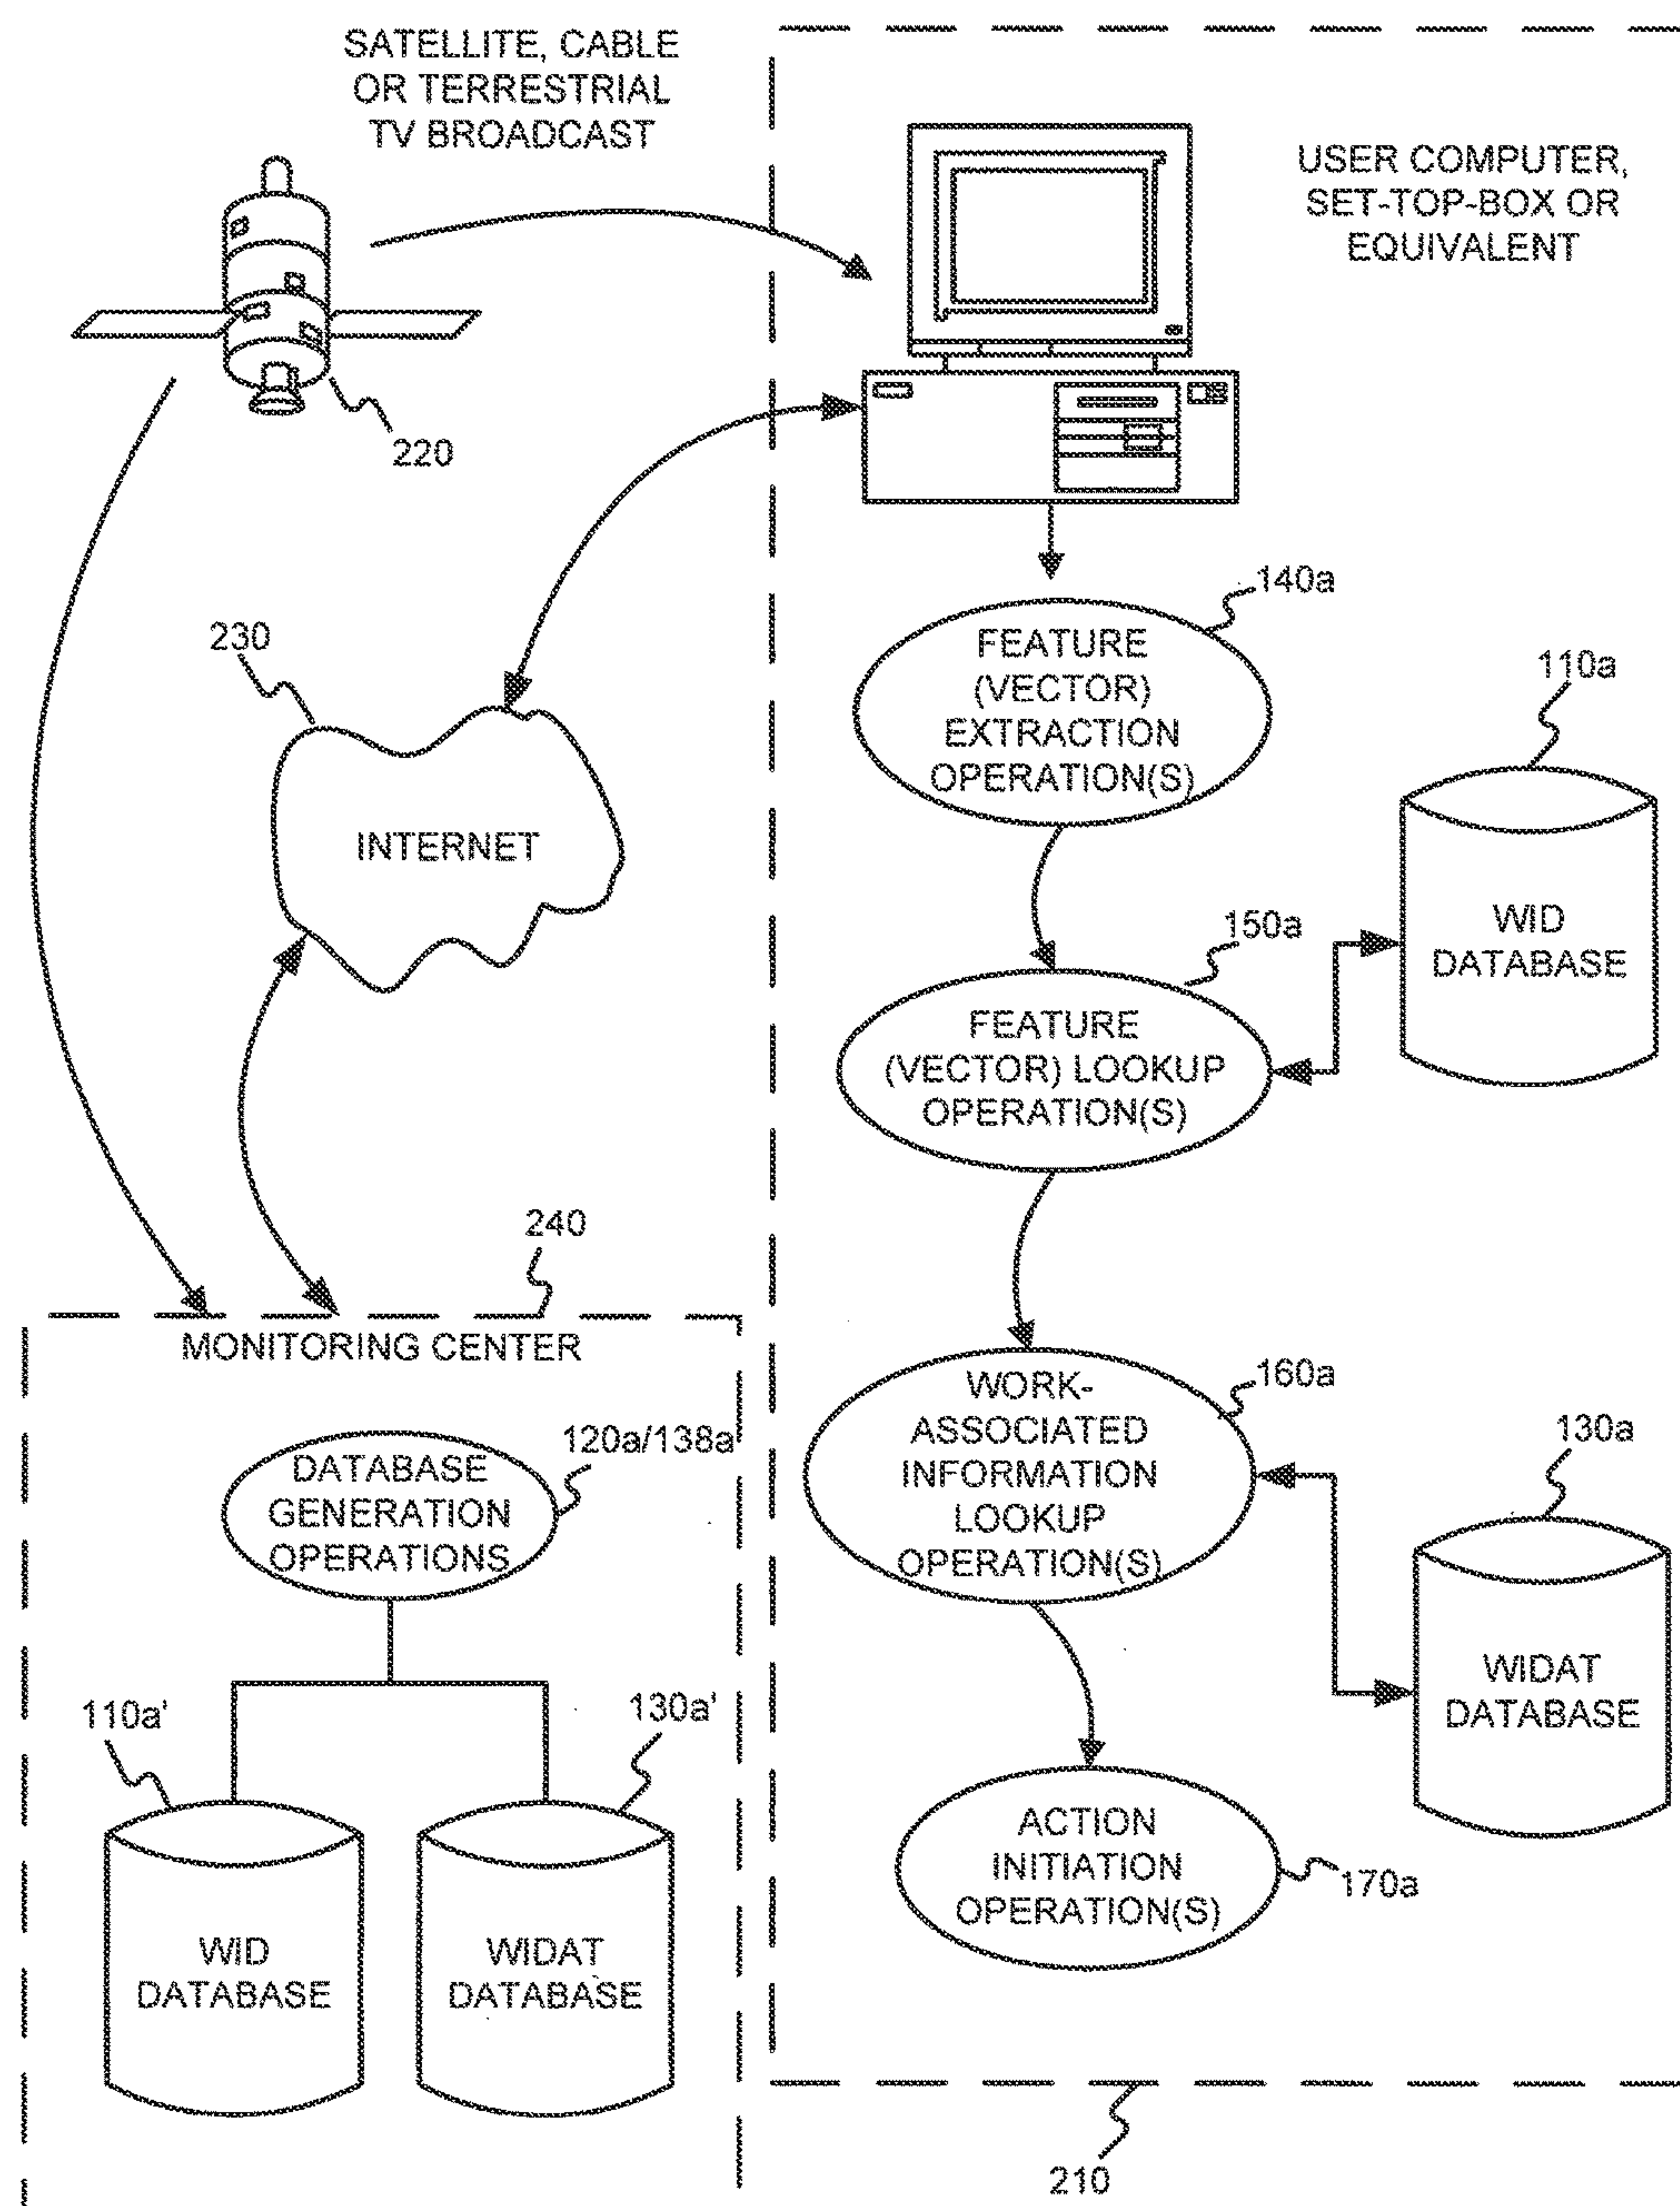 SATELLITE, CABLE
OR TERRESTRIAL
TV BROADCAST
USER COMPUTER,
SET-TOP-BOX OR
EQUIVALENT
220
140a
FEATURE
(VECTOR)
EXTRACTION
OPERATION(S)
230
INTERNET
110a
WID
DATABASE
150a
FEATURE
(VECTOR) LOOKUP
OPERATION(S)
240
MONITORING CENTER
120a/138a
DATABASE
GENERATION
OPERATIONS
160a
WORK-
ASSOCIATED
INFORMATION
LOOKUP
OPERATION(S)
130a
WIDAT
DATABASE
110a'
130a'
WID
DATABASE
WIDAT
DATABASE
ACTION
INITIATION
OPERATION(S)
170a
210